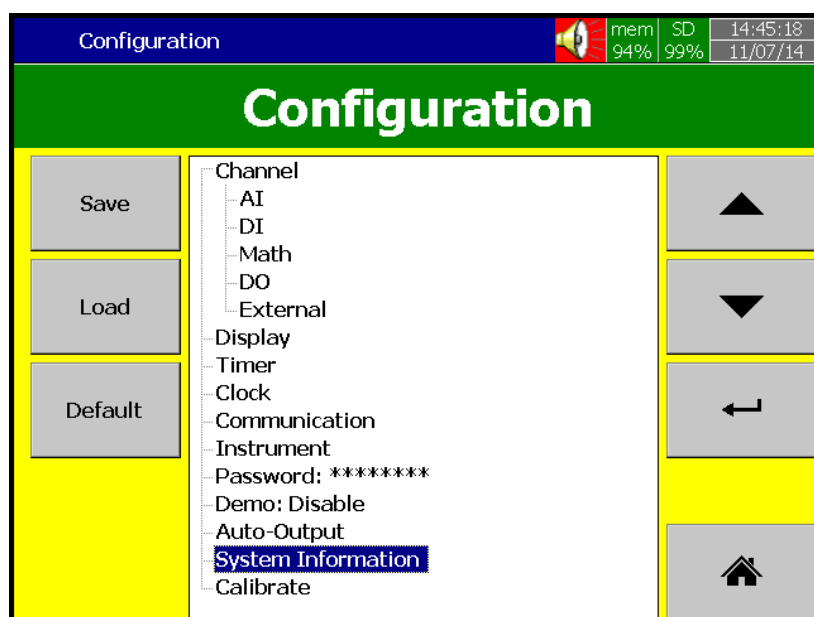 Configuration
mem SD 14:45:18
94% 99% 11/07/14
Configuration
Save
Load
Default
Channel
AI
DI
Math
DO
External
Display
Timer
Clock
Communication
Instrument
Password: ********
Demo: Disable
Auto-Output
System Information
Calibrate